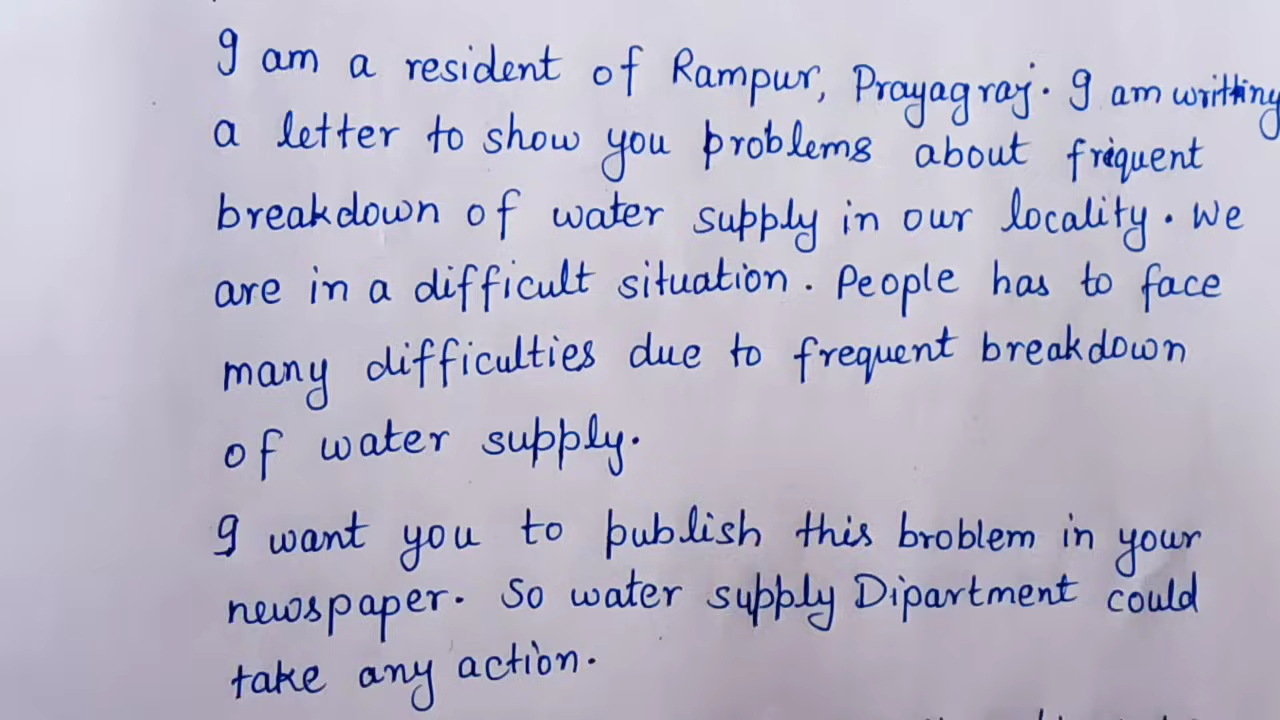 I am a resident of Rampur, Prayagraj. I am writting
a letter to show you problems about friquent
breakdown of water supply in our locality. We
are in a difficult situation. People has to face
many difficulties due to frequent breakdown
of water supply.
I want you to publish this broblem in your
newspaper. So water supply Dipartment could
take any action.